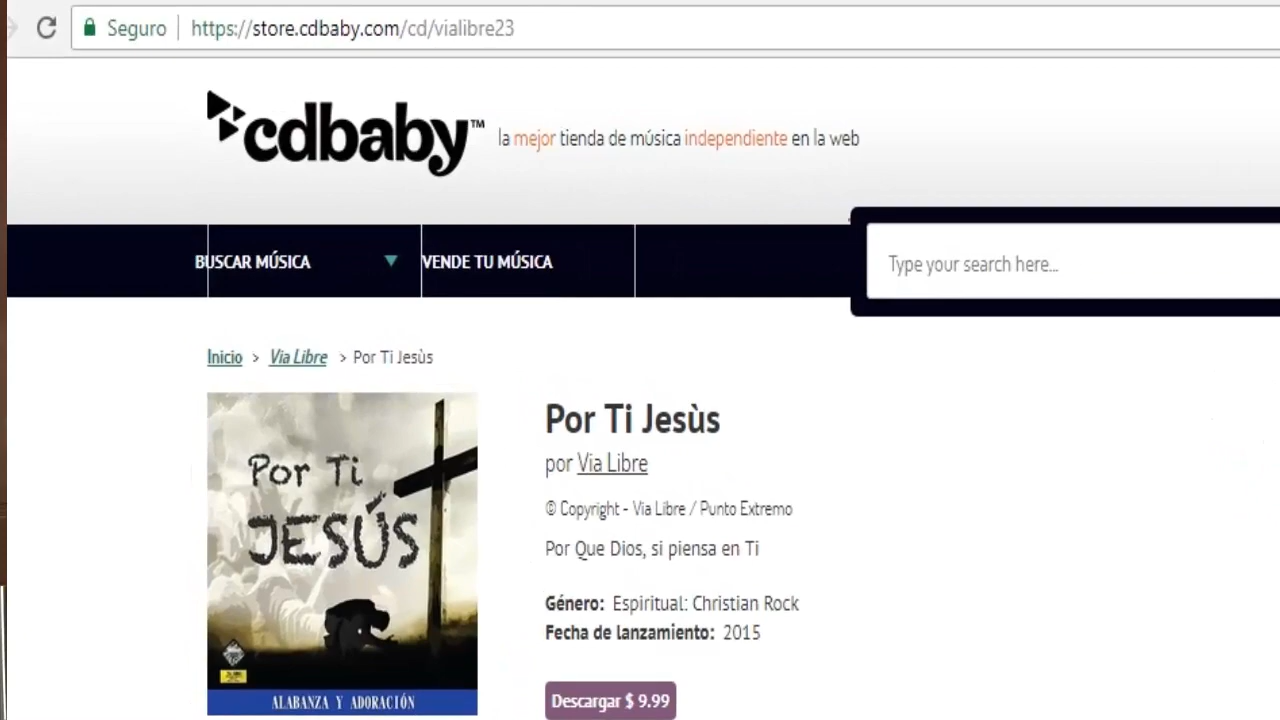 Seguro https://store.cdbaby.com/cd/vialibre23
cdbaby™ la mejor tienda de música independiente en la web
BUSCAR MÚSICA VENDE TU MÚSICA
Type your search here...
Inicio > Via Libre > Por Ti Jesùs
Por Ti
JESÚS
ALABANZA Y ADORACIÓN
Por Ti Jesùs
por Via Libre
© Copyright - Via Libre / Punto Extremo
Por Que Dios, si piensa en Ti
Género: Espiritual: Christian Rock
Fecha de lanzamiento: 2015
Descargar $ 9.99